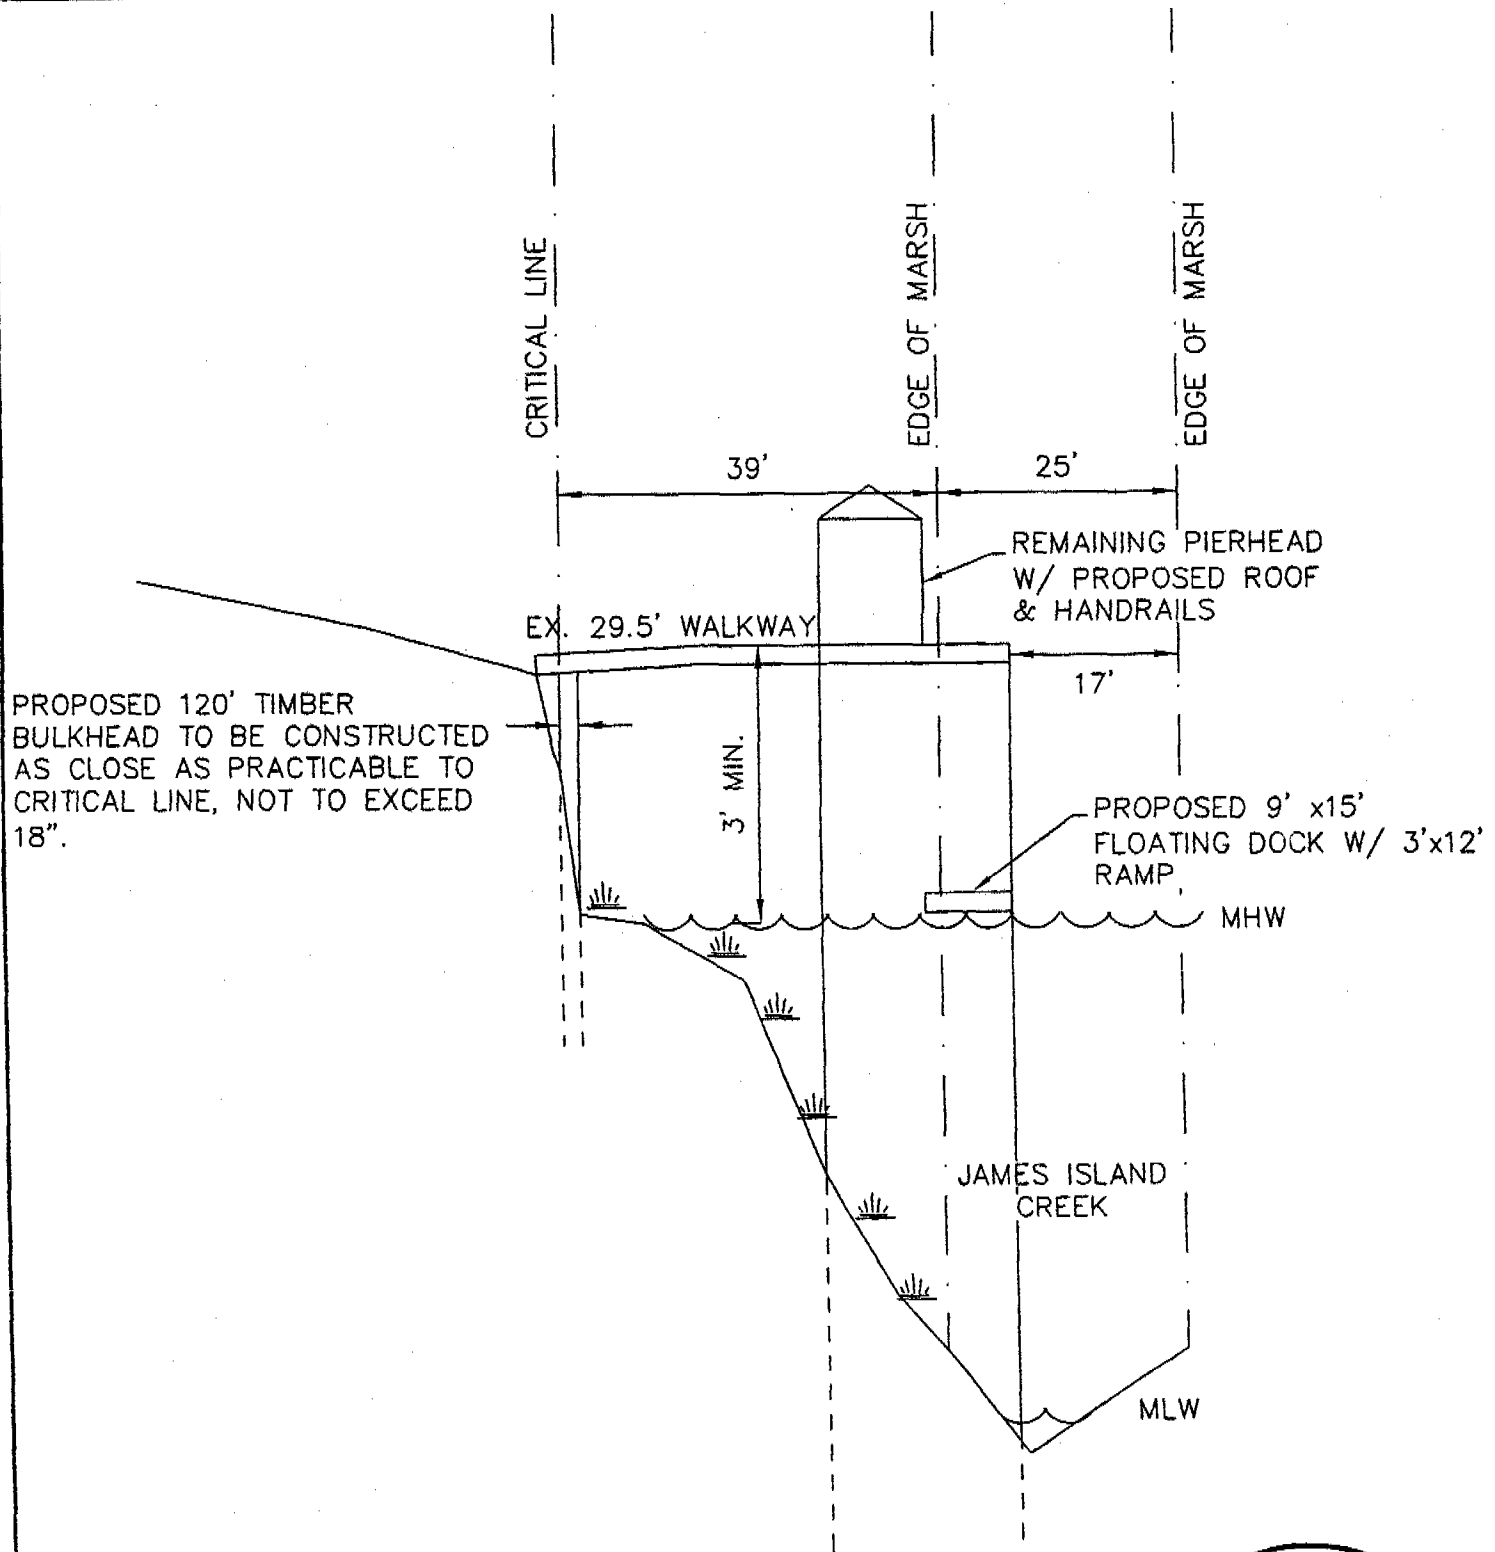 CRITICAL LINE
EDGE OF MARSH
EDGE OF MARSH
39'
25'
REMAINING PIERHEAD
W/ PROPOSED ROOF
& HANDRAILS
EX. 29.5' WALKWAY
17'
PROPOSED 120' TIMBER
BULKHEAD TO BE CONSTRUCTED
AS CLOSE AS PRACTICABLE TO
CRITICAL LINE, NOT TO EXCEED
18".
3' MIN.
PROPOSED 9' x15'
FLOATING DOCK W/ 3'x12'
RAMP
MHW
JAMES ISLAND
CREEK
MLW